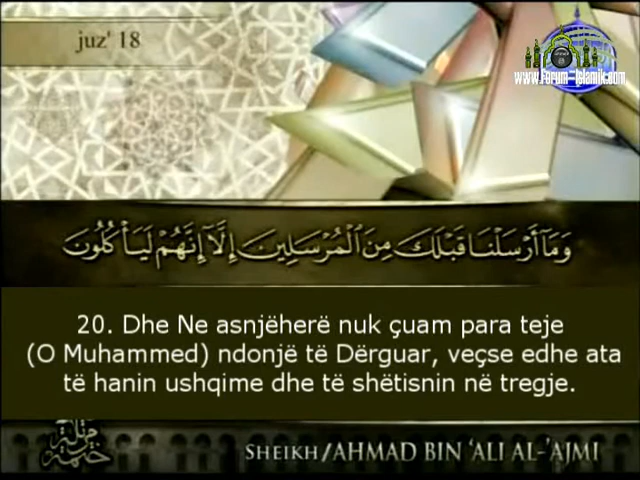 juz' 18
www.Forum-Islamik.com
وَمَآ أَرْسَلْنَا قَبْلَكَ مِنَ ٱلْمُرْسَلِينَ إِلَّآ إِنَّهُمْ لَيَأْكُلُونَ
20. Dhe Ne asnjëherë nuk çuam para teje
(O Muhammed) ndonjë të Dërguar, veçse edhe ata
të hanin ushqime dhe të shëtisnin në tregje.
SHEIKH/AHMAD BIN 'ALI AL-'AJMI